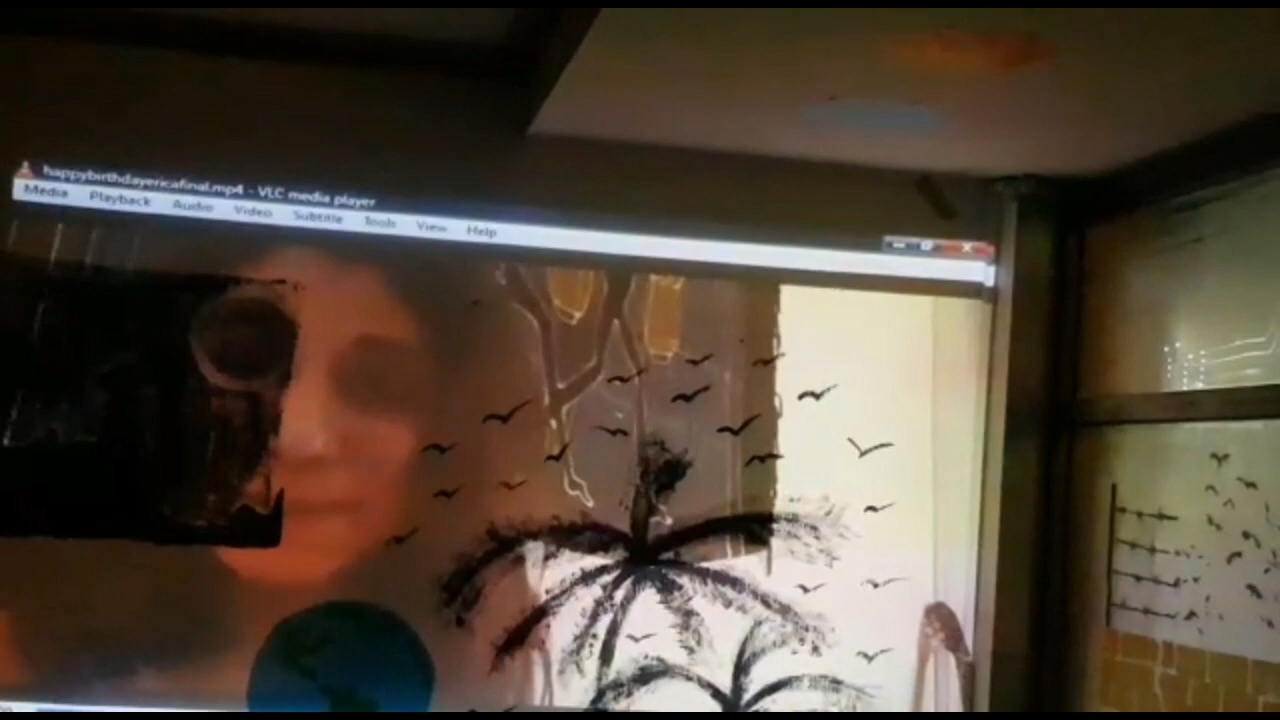 happybirthdayericafinal.mp4 - VLC media player
Media Playback Audio Video Subtitle Tools View Help